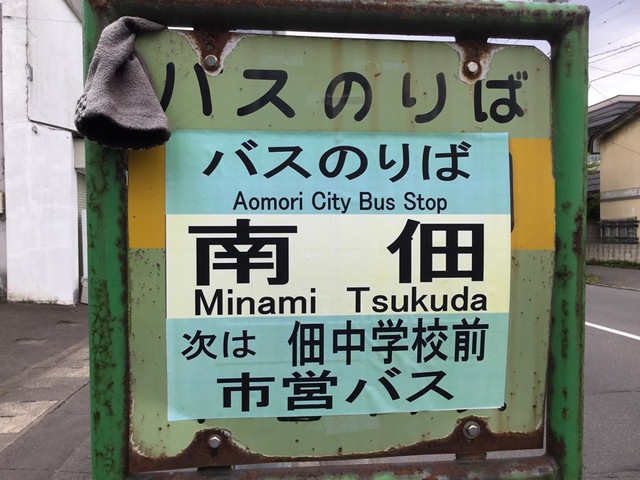 バスのりば
バスのりば
Aomori City Bus Stop
南 佃
Minami Tsukuda
次は 佃中学校前
市営バス